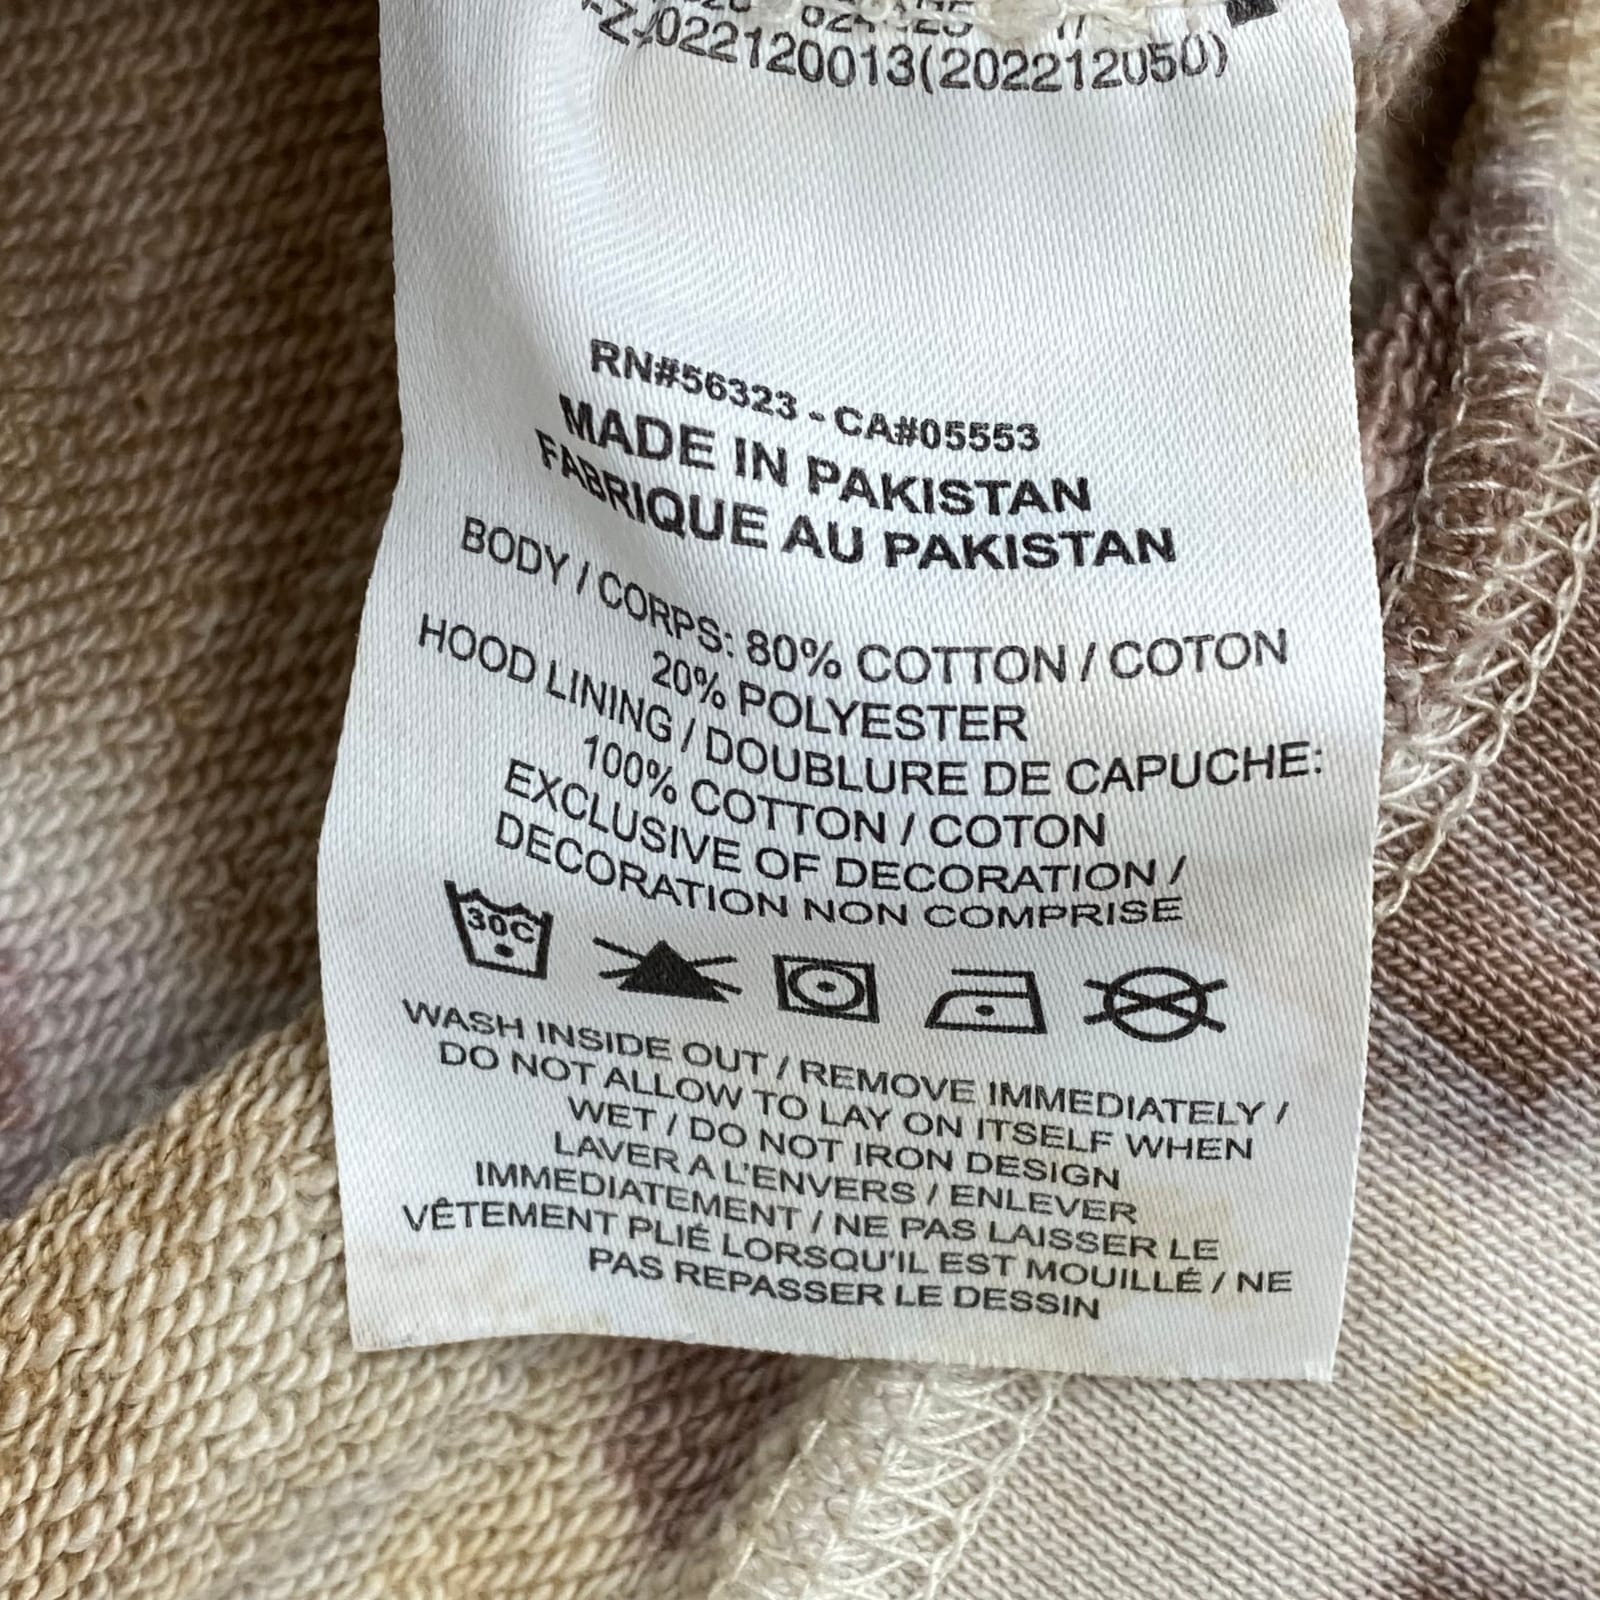 022120013(202212050)
RN#56323 - CA#05553
MADE IN PAKISTAN
FABRIQUE AU PAKISTAN
BODY / CORPS: 80% COTTON / COTON
20% POLYESTER
HOOD LINING / DOUBLURE DE CAPUCHE:
100% COTTON / COTON
EXCLUSIVE OF DECORATION /
DECORATION NON COMPRISE
30C
WASH INSIDE OUT / REMOVE IMMEDIATELY /
DO NOT ALLOW TO LAY ON ITSELF WHEN
WET / DO NOT IRON DESIGN
LAVER A L'ENVERS / ENLEVER
IMMEDIATEMENT / NE PAS LAISSER LE
VÊTEMENT PLIÉ LORSQU'IL EST MOUILLÉ / NE
PAS REPASSER LE DESSIN